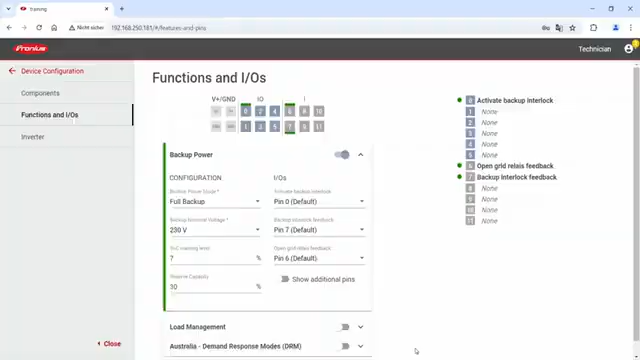 training
Nicht sicher
192.168.250.181/#/features-and-pins
Fronius
Technician
Device Configuration
Components
Functions and I/Os
Inverter
Close
Functions and I/Os
V+/GND IO I
0 2 4 6 8 10
1 3 5 7 9 11
Backup Power
CONFIGURATION
Backup Power Mode *
Full Backup
Backup Nominal Voltage *
230 V
SoC warning level
7 %
Reserve Capacity
30 %
I/Os
Activate backup interlock
Pin 0 (Default)
Backup interlock feedback
Pin 7 (Default)
Open grid relais feedback
Pin 6 (Default)
Show additional pins
Load Management
Australia - Demand Response Modes (DRM)
0 Activate backup interlock
1 None
2 None
3 None
4 None
5 None
6 Open grid relais feedback
7 Backup interlock feedback
8 None
9 None
10 None
11 None